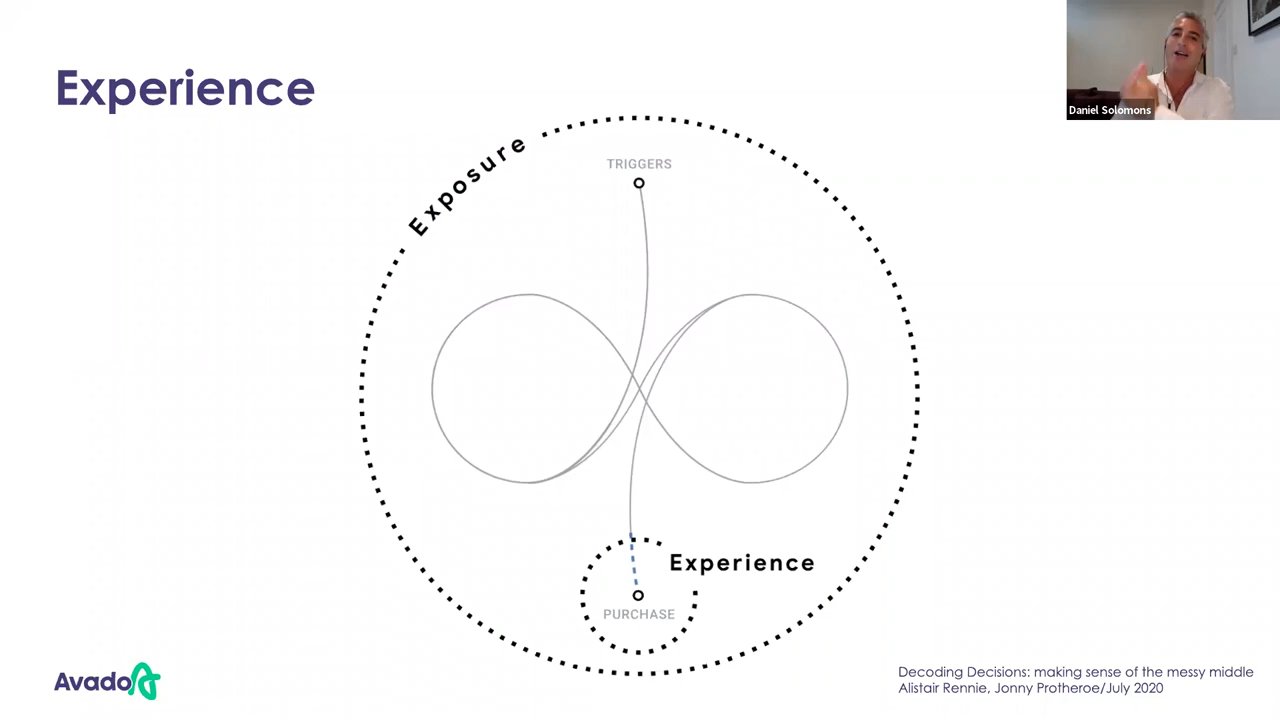 Experience
Daniel Solomons
Exposure
TRIGGERS
Experience
PURCHASE
Avado
Decoding Decisions: making sense of the messy middle
Alistair Rennie, Jonny Protheroe/July 2020